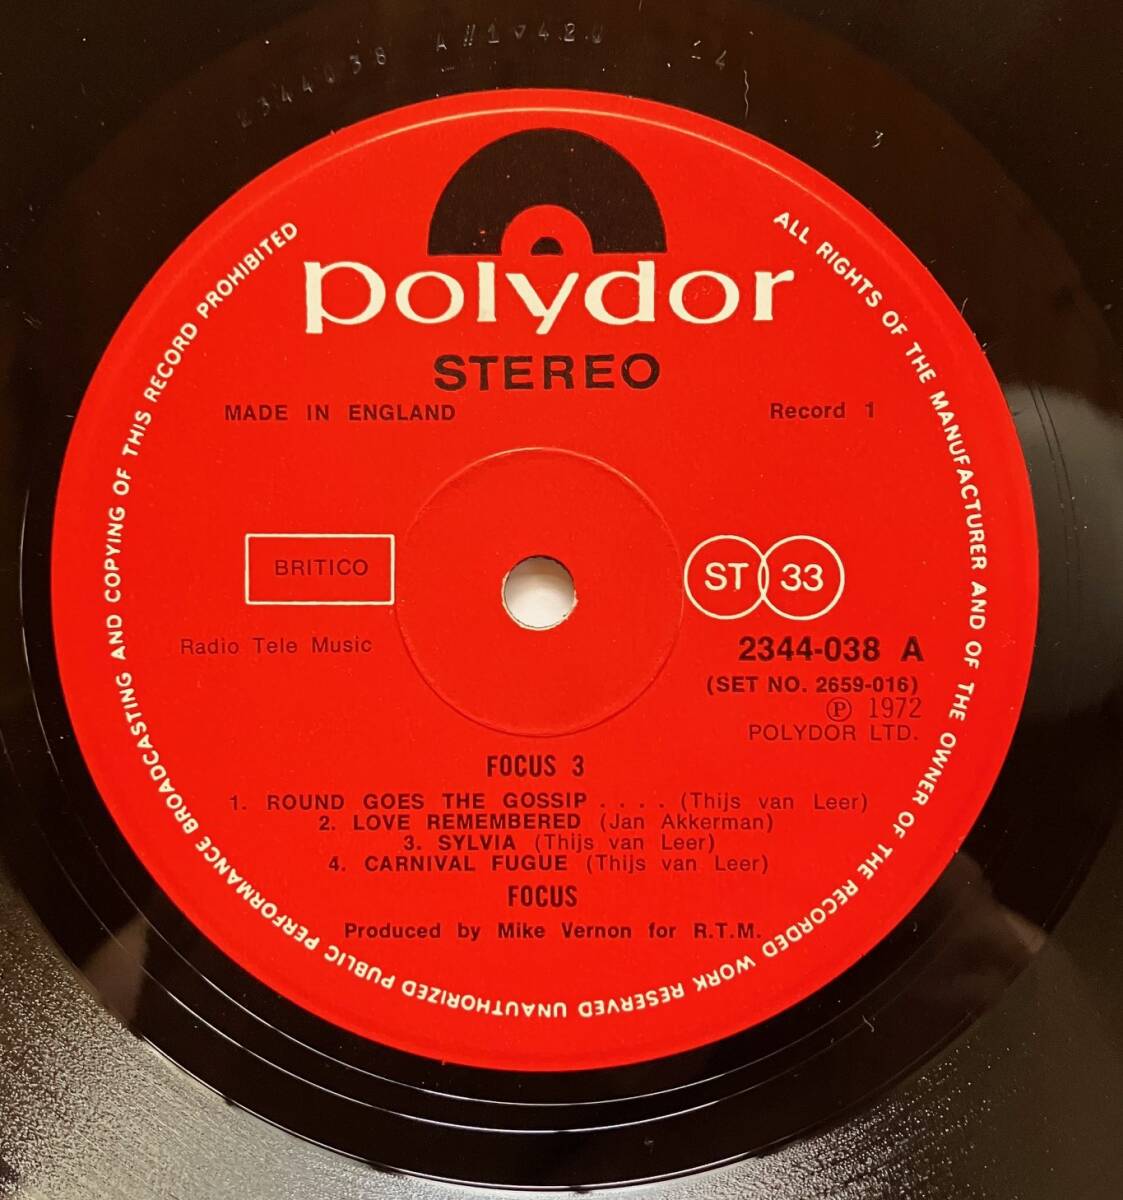 2344038 A//1
polydor
STEREO
MADE IN ENGLAND
Record 1
BRITICO
ST 33
Radio Tele Music
2344-038 A
(SET NO. 2659-016)
℗ 1972
POLYDOR LTD.
FOCUS 3
1. ROUND GOES THE GOSSIP . . . . (Thijs van Leer)
2. LOVE REMEMBERED (Jan Akkerman)
3. SYLVIA (Thijs van Leer)
4. CARNIVAL FUGUE (Thijs van Leer)
FOCUS
Produced by Mike Vernon for R.T.M.
ALL RIGHTS OF THE MANUFACTURER AND OF THE OWNER OF THE RECORDED WORK RESERVED UNAUTHORIZED PUBLIC PERFORMANCE BROADCASTING AND COPYING OF THIS RECORD PROHIBITED